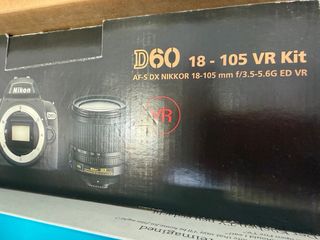 D60 18 - 105 VR Kit
AF-S DX NIKKOR 18-105 mm f/3.5-5.6G ED VR
Nikon
VR
reimagined